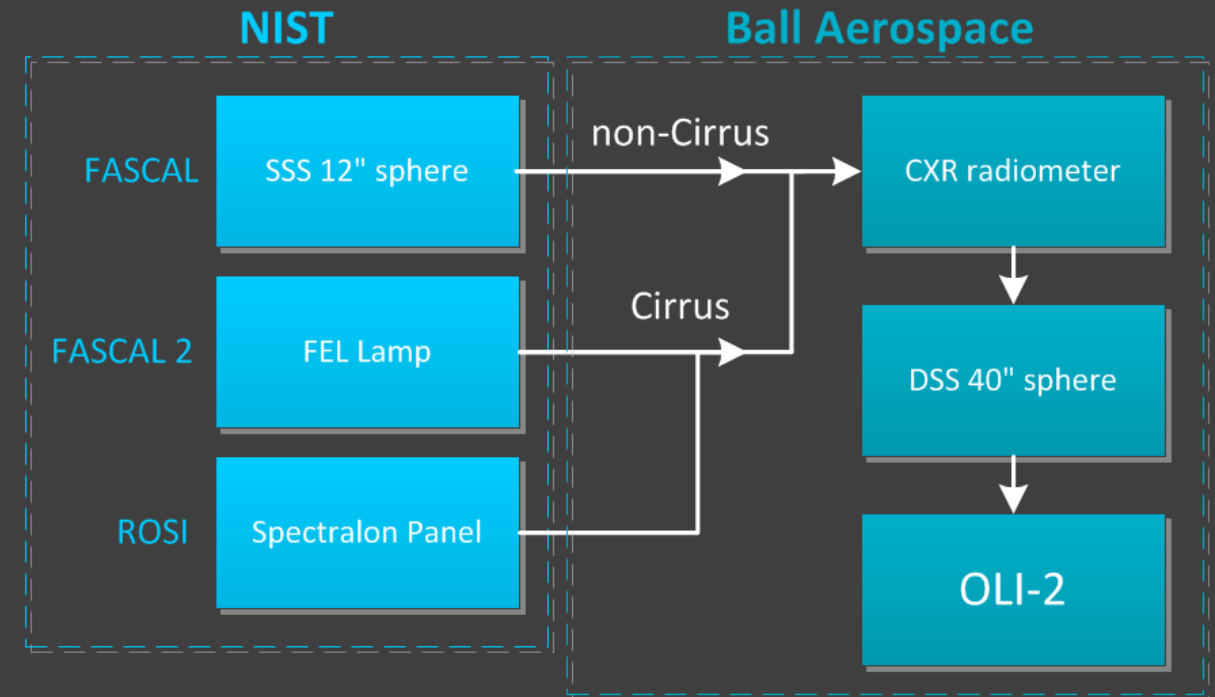 NIST
Ball Aerospace
FASCAL
SSS 12" sphere
non-Cirrus
CXR radiometer
FASCAL 2
FEL Lamp
Cirrus
DSS 40" sphere
ROSI
Spectralon Panel
OLI-2